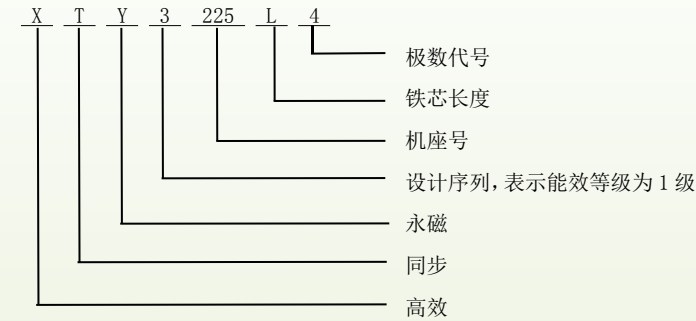 X T Y 3 225 L 4
极数代号
铁芯长度
机座号
设计序列，表示能效等级为 1 级
永磁
同步
高效